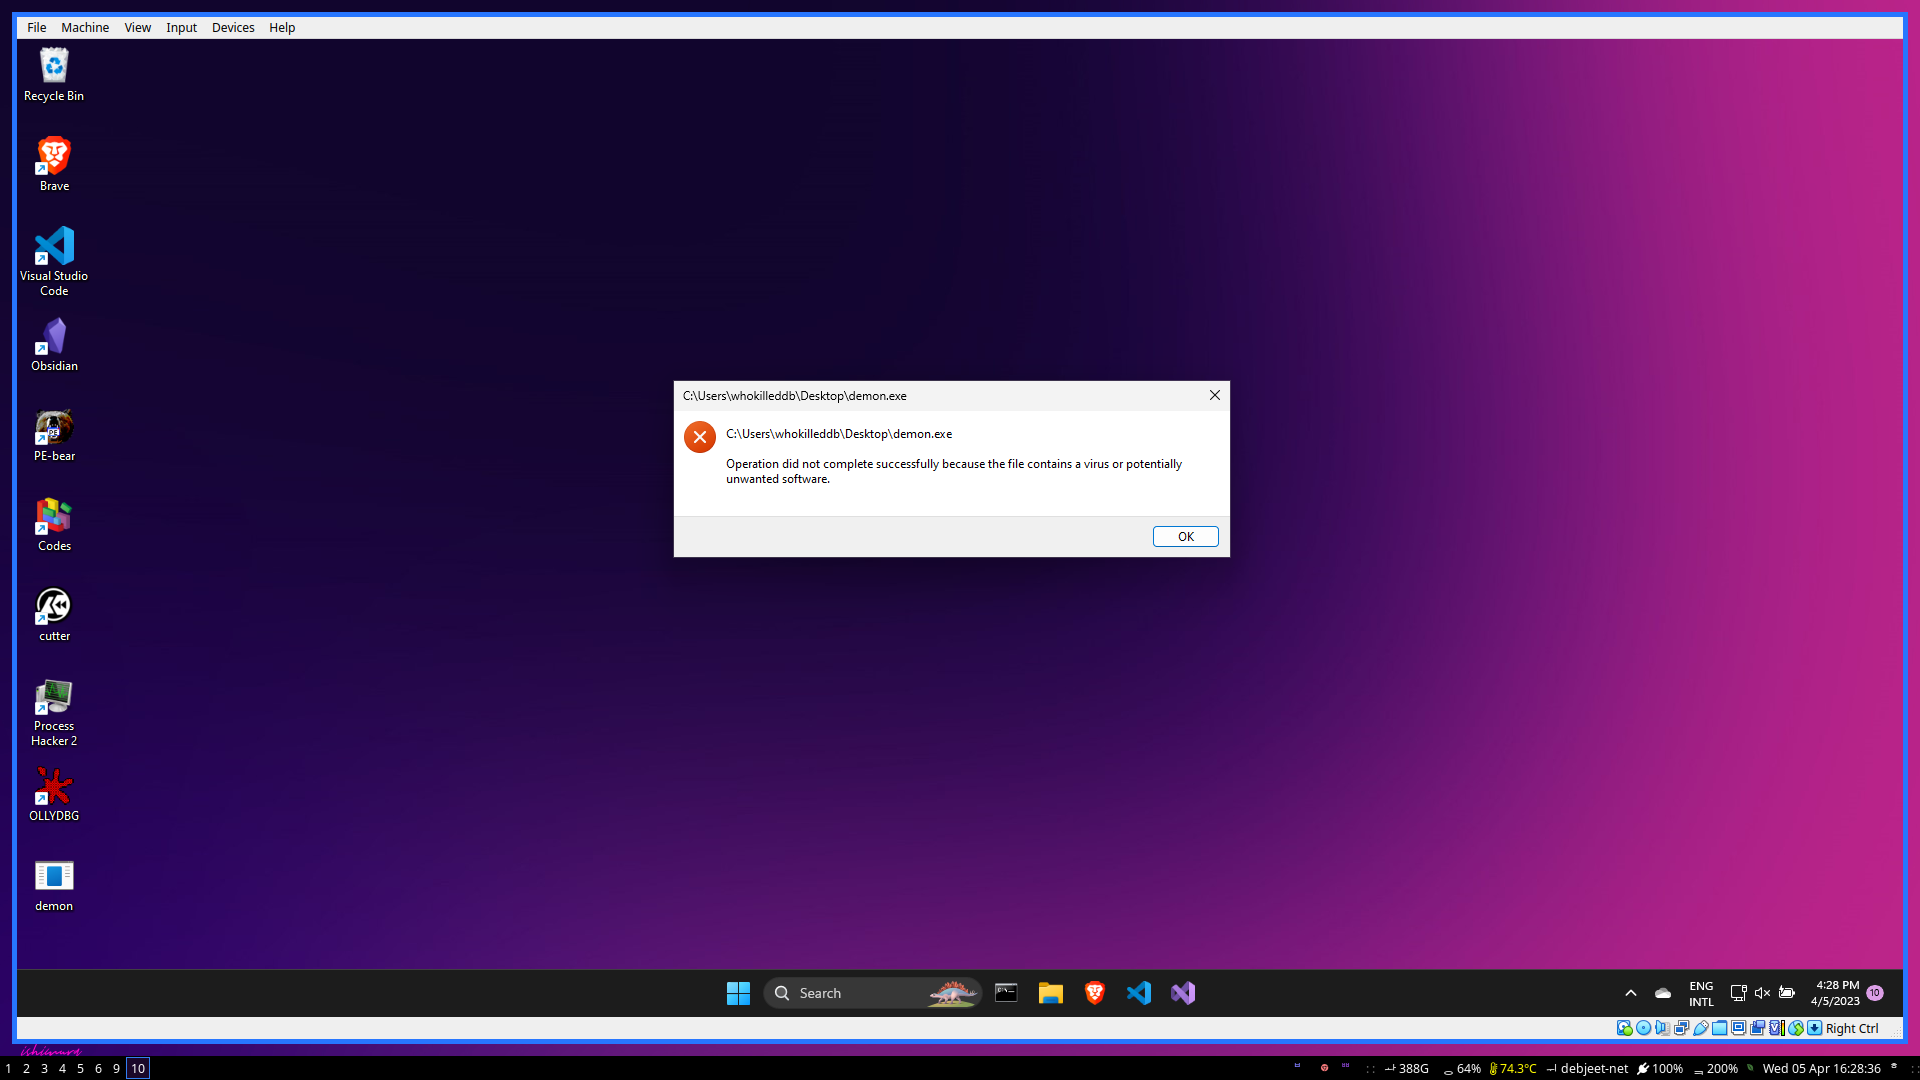 File Machine View Input Devices Help
Recycle Bin
Brave
Visual Studio
Code
Obsidian
PE-bear
Codes
cutter
Process
Hacker 2
OLLYDBG
demon
C:\Users\whokilleddb\Desktop\demon.exe
C:\Users\whokilleddb\Desktop\demon.exe
Operation did not complete successfully because the file contains a virus or potentially
unwanted software.
OK
Search
ENG
INTL
4:28 PM
4/5/2023
10
Right Ctrl
1 2 3 4 5 6 9 10
388G 64% 74.3°C debjeet-net 100% 200% Wed 05 Apr 16:28:36